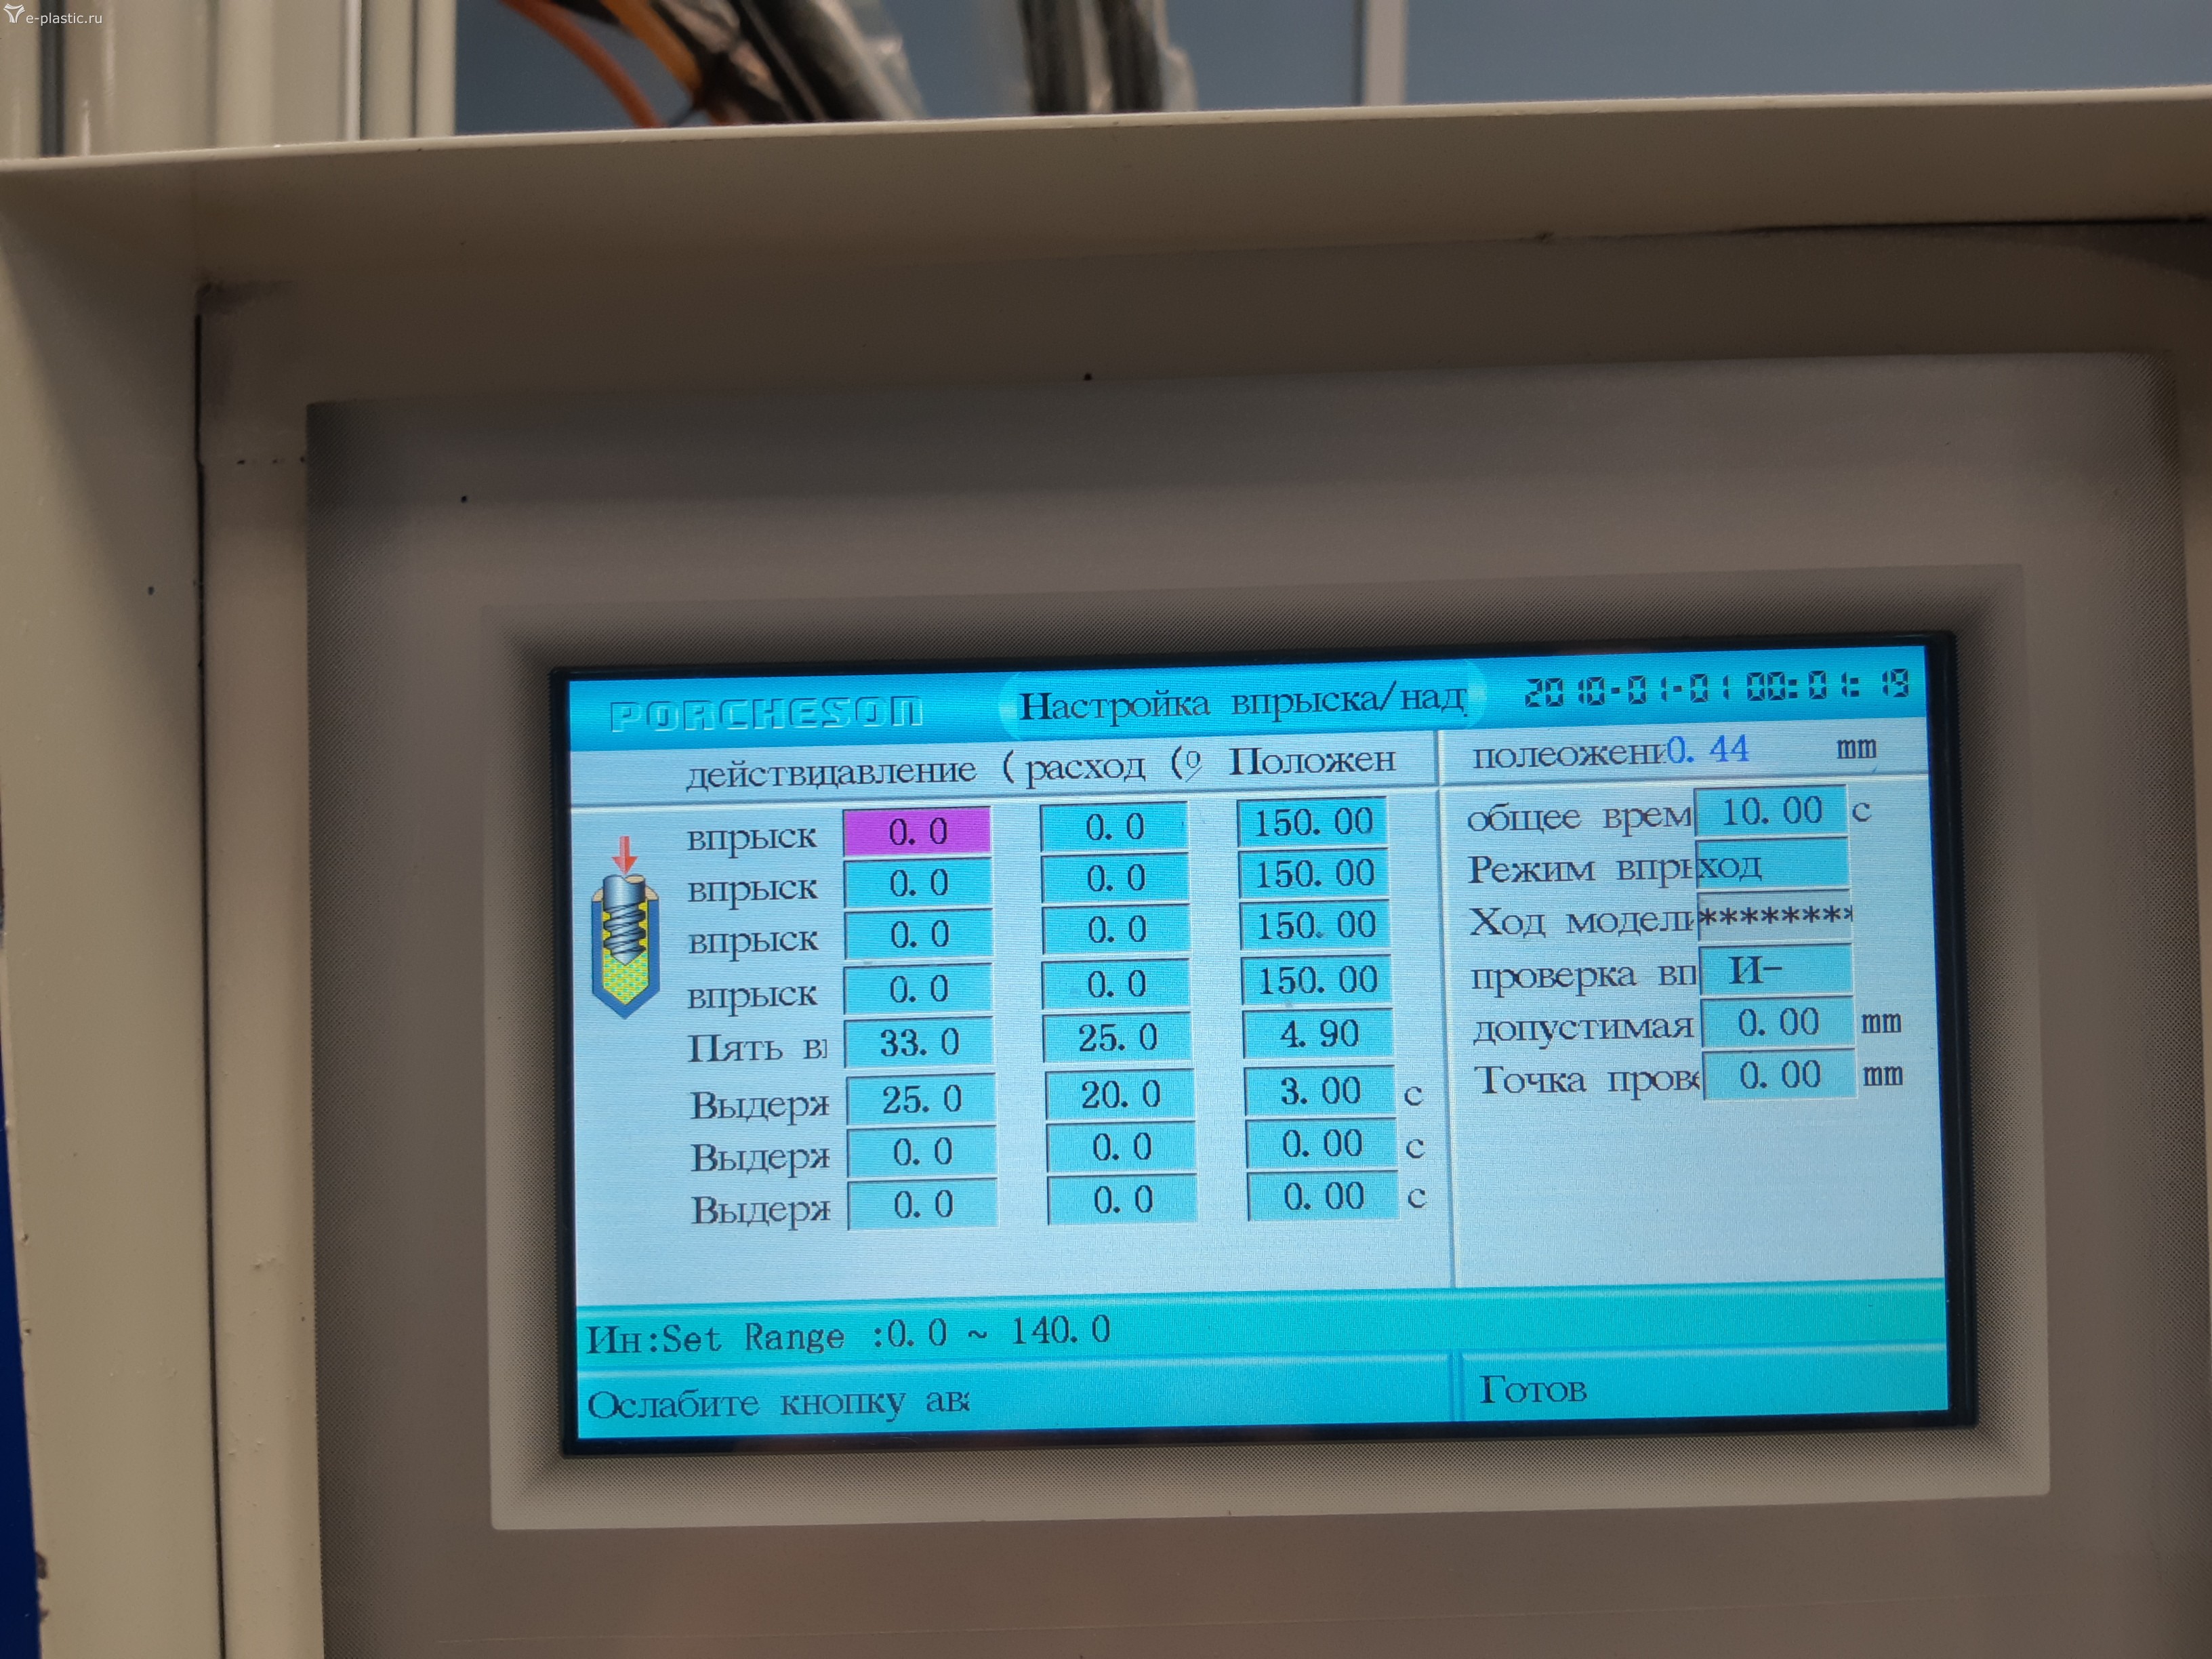 e-plastic.ru
PORCHESON Настройка впрыска/над 2010-01-01 00:01:19
действидавление ( расход (% Положен полеожени0.44 mm
впрыск 0.0 0.0 150.00 общее врем 10.00 с
впрыск 0.0 0.0 150.00 Режим впрыход
впрыск 0.0 0.0 150.00 Ход модели********
впрыск 0.0 0.0 150.00 проверка вп И-
Пять в 33.0 25.0 4.90 допустимая 0.00 mm
Выдерж 25.0 20.0 3.00 с Точка прове 0.00 mm
Выдерж 0.0 0.0 0.00 с
Выдерж 0.0 0.0 0.00 с
Ин:Set Range :0.0 ~ 140.0
Ослабите кнопку ав Готов